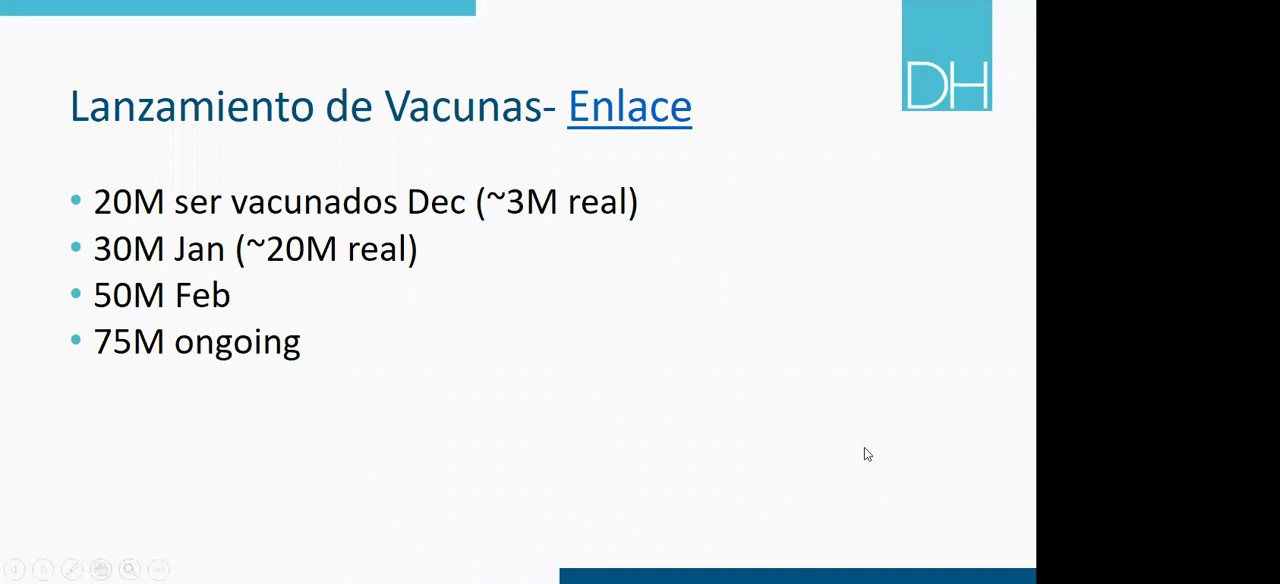 DH
Lanzamiento de Vacunas- Enlace
• 20M ser vacunados Dec (~3M real)
• 30M Jan (~20M real)
• 50M Feb
• 75M ongoing